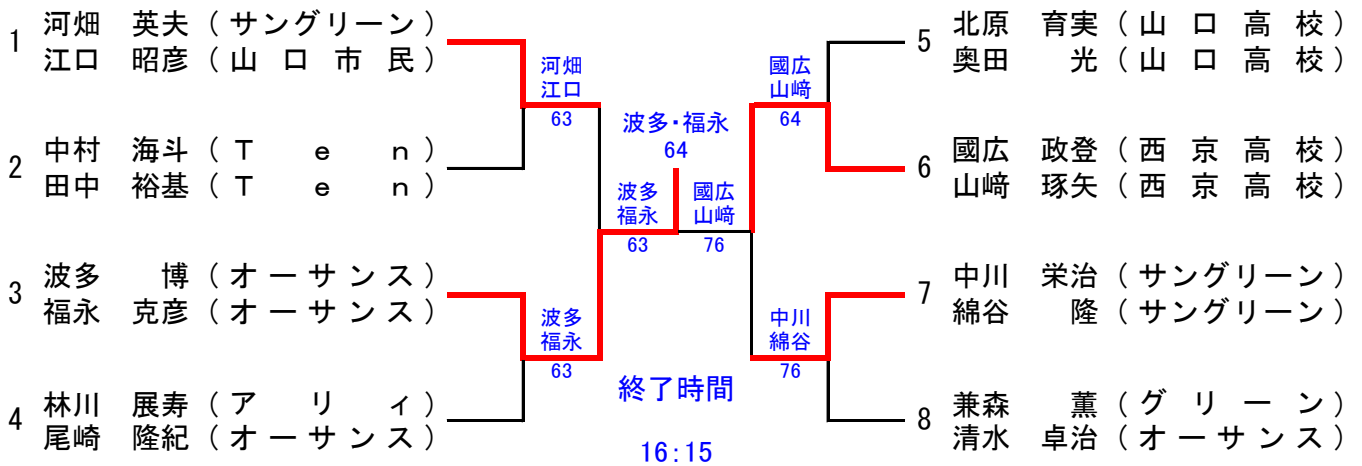 1 河畑 英夫 (サングリーン)
江口 昭彦 (山口市民)
2 中村 海斗 (Ten)
田中 裕基 (Ten)
3 波多 博 (オーサンス)
福永 克彦 (オーサンス)
4 林川 展寿 (アリィ)
尾崎 隆紀 (オーサンス)
河畑
江口
63
波多
福永
63
波多・福永
64
波多
福永
63
國広
山﨑
76
終了時間
16:15
國広
山﨑
64
中川
綿谷
76
5 北原 育実 (山口高校)
奥田 光 (山口高校)
6 國広 政登 (西京高校)
山﨑 琢矢 (西京高校)
7 中川 栄治 (サングリーン)
綿谷 隆 (サングリーン)
8 兼森 薫 (グリーン)
清水 卓治 (オーサンス)